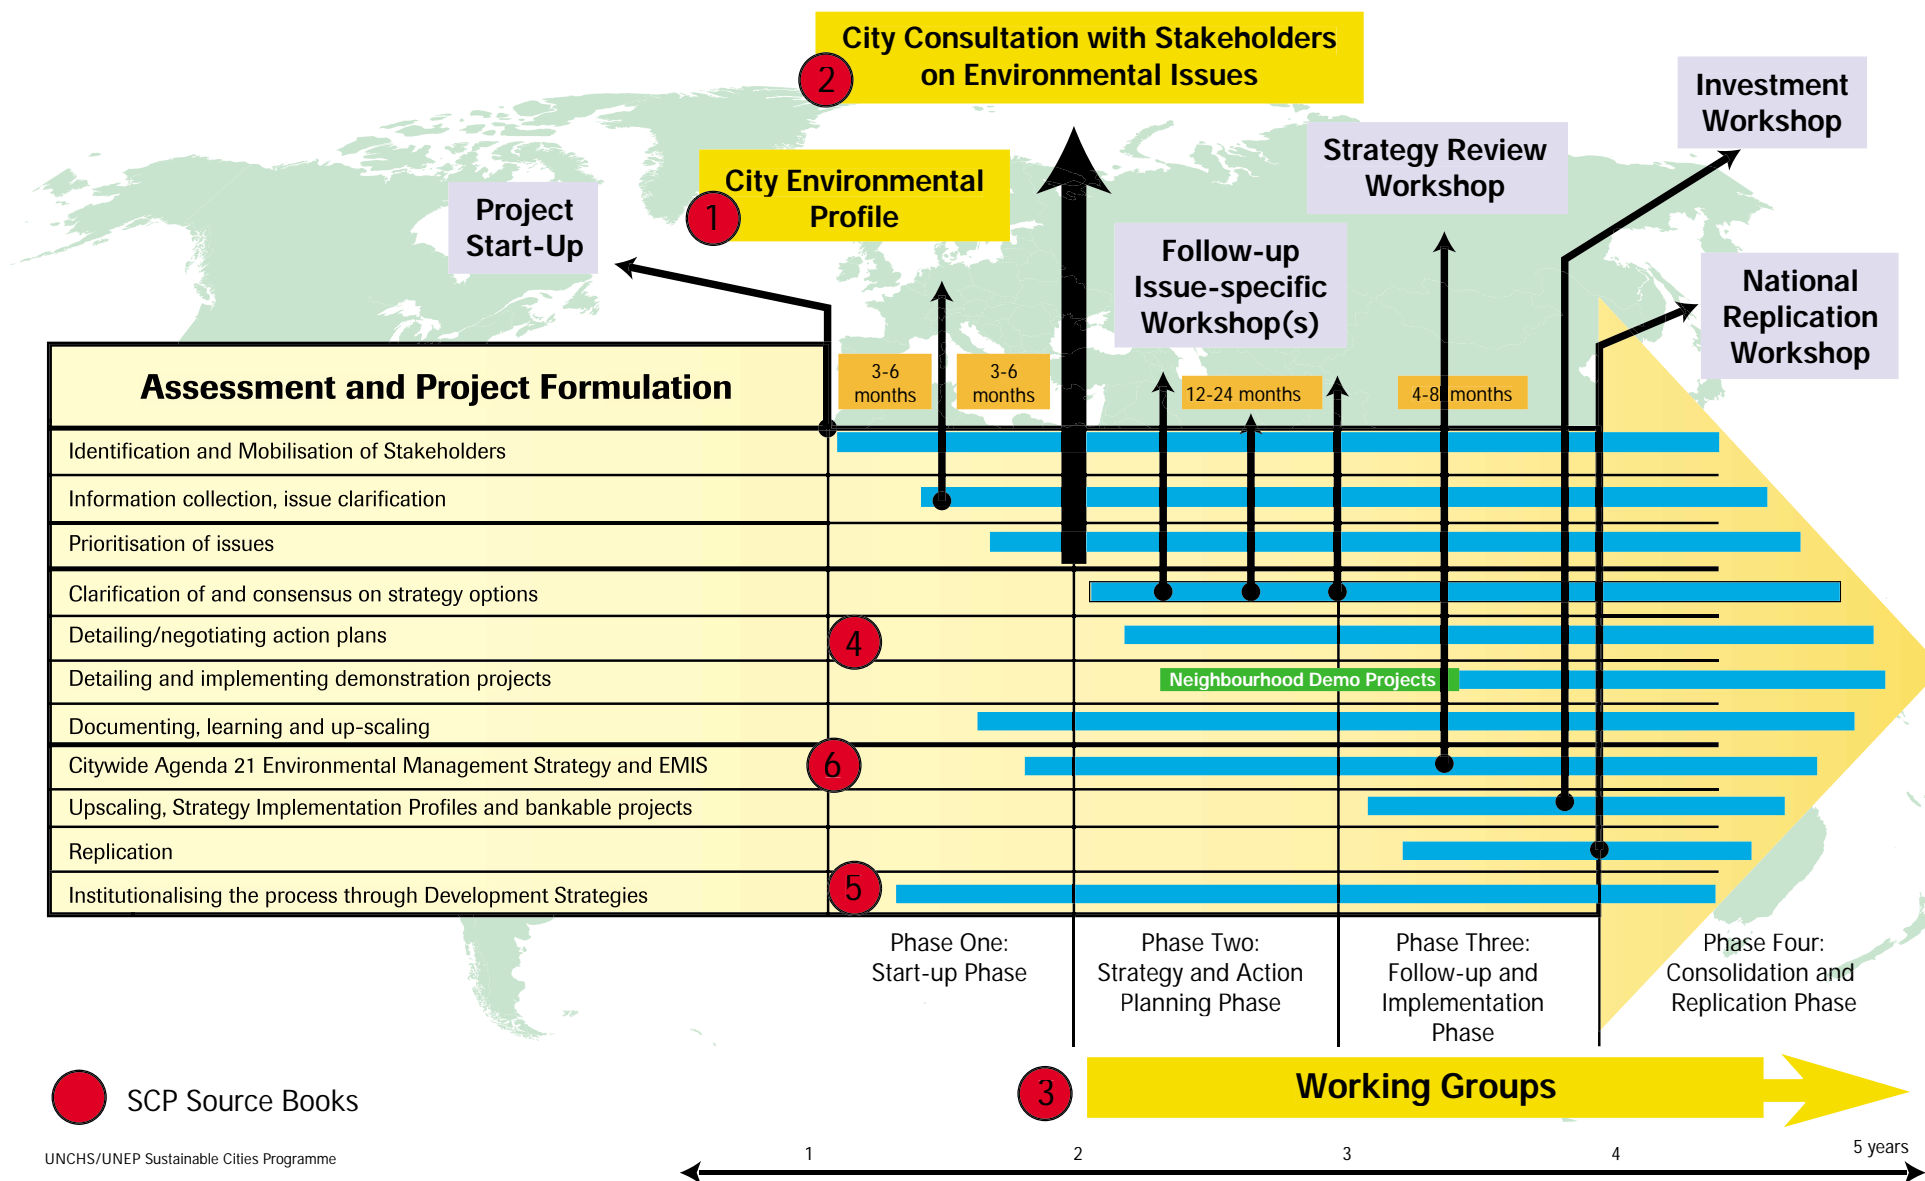 City Consultation with Stakeholders
on Environmental Issues
2
Investment
Workshop
Strategy Review
Workshop
City Environmental
Profile
1
Project
Start-Up
Follow-up
Issue-specific
Workshop(s)
National
Replication
Workshop
Assessment and Project Formulation
3-6
months
3-6
months
12-24 months
4-8 months
Identification and Mobilisation of Stakeholders
Information collection, issue clarification
Prioritisation of issues
Clarification of and consensus on strategy options
Detailing/negotiating action plans
4
Detailing and implementing demonstration projects
Neighbourhood Demo Projects
Documenting, learning and up-scaling
Citywide Agenda 21 Environmental Management Strategy and EMIS
6
Upscaling, Strategy Implementation Profiles and bankable projects
Replication
Institutionalising the process through Development Strategies
5
Phase One:
Start-up Phase
Phase Two:
Strategy and Action
Planning Phase
Phase Three:
Follow-up and
Implementation
Phase
Phase Four:
Consolidation and
Replication Phase
SCP Source Books
3
Working Groups
UNCHS/UNEP Sustainable Cities Programme
1
2
3
4
5 years